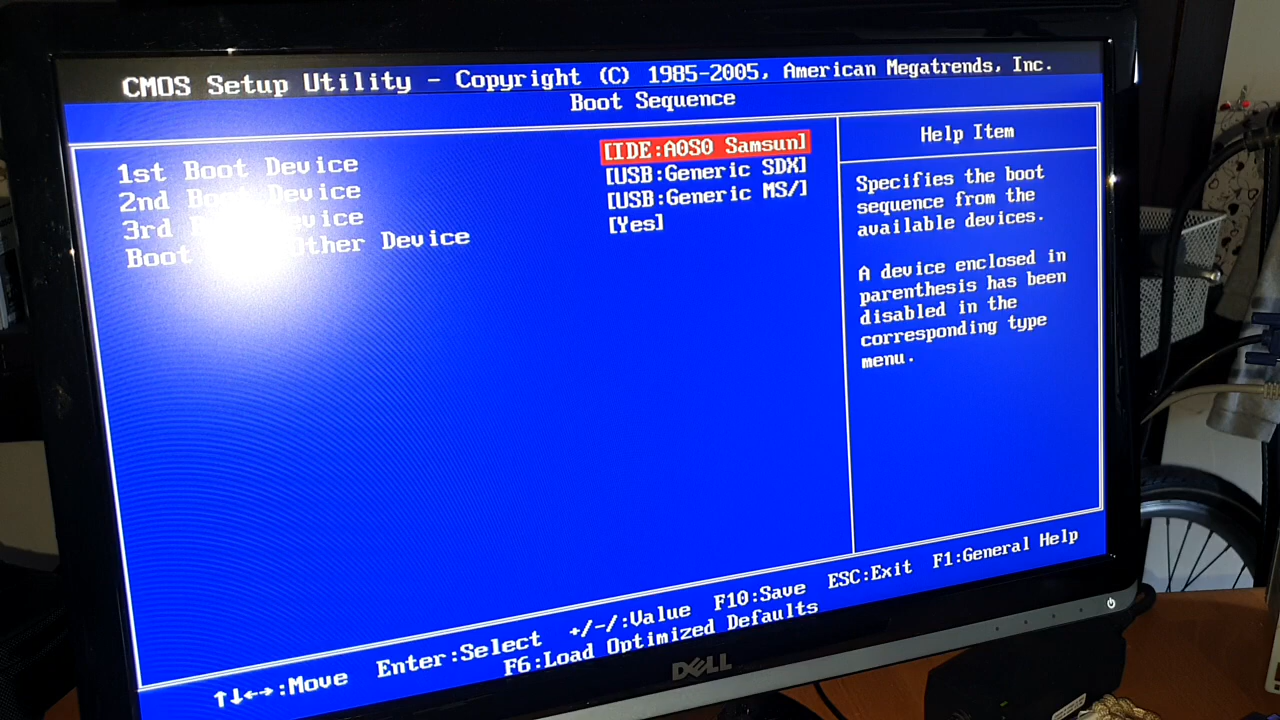 CMOS Setup Utility - Copyright (C) 1985-2005, American Megatrends, Inc.
Boot Sequence
1st Boot Device [IDE:A0S0 Samsun]
2nd Boot Device [USB:Generic SDX]
3rd Device [USB:Generic MS/]
Boot Other Device [Yes]
Help Item
Specifies the boot
sequence from the
available devices.
A device enclosed in
parenthesis has been
disabled in the
corresponding type
menu.
↑↓←→:Move Enter:Select +/-/:Value F10:Save ESC:Exit F1:General Help
F6:Load Optimized Defaults
DELL